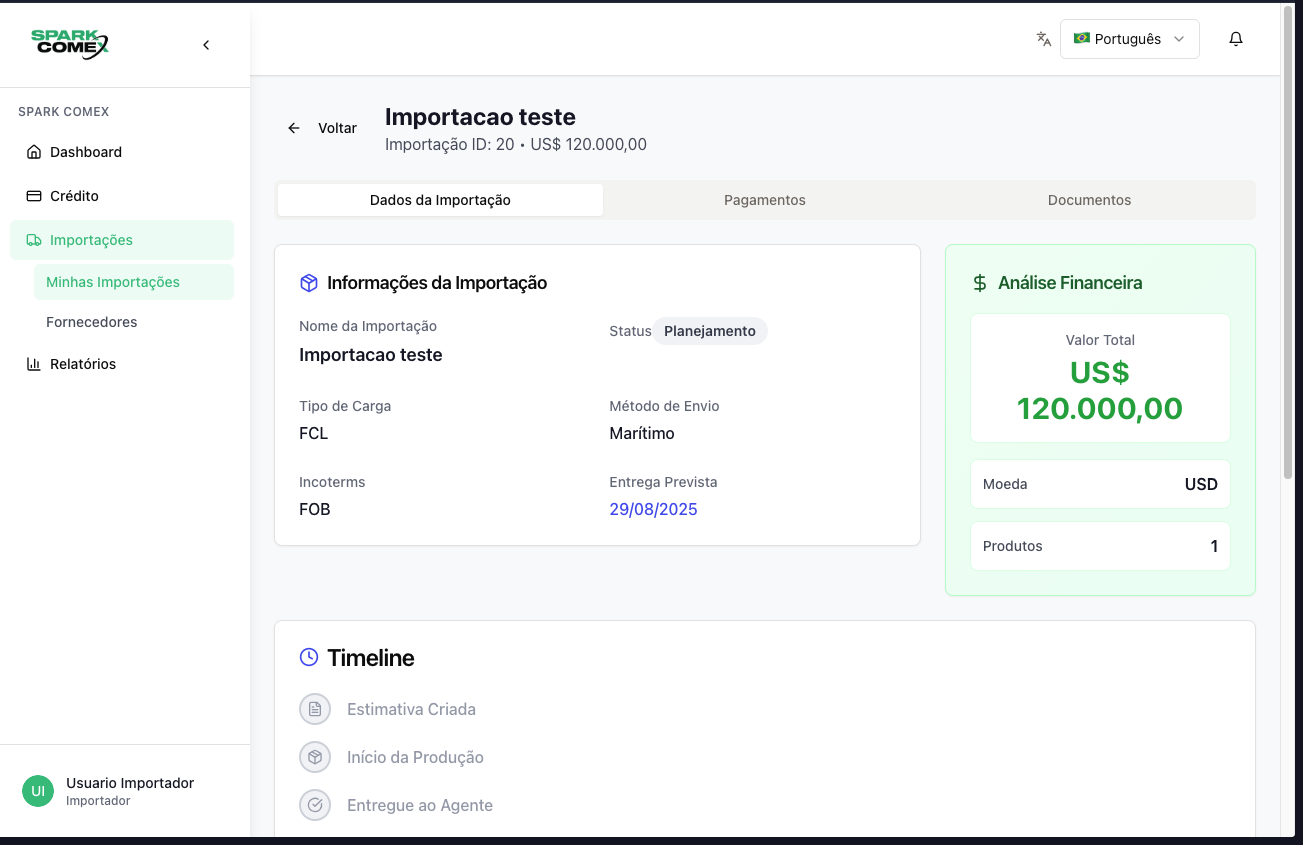 SPARK
COMEX
Português
SPARK COMEX
Dashboard
Crédito
Importações
Minhas Importações
Fornecedores
Relatórios
UI
Usuario Importador
Importador
Voltar
Importacao teste
Importação ID: 20 • US$ 120.000,00
Dados da Importação
Pagamentos
Documentos
Informações da Importação
Nome da Importação
Importacao teste
Status Planejamento
Tipo de Carga
FCL
Método de Envio
Marítimo
Incoterms
FOB
Entrega Prevista
29/08/2025
$ Análise Financeira
Valor Total
US$
120.000,00
Moeda USD
Produtos 1
Timeline
Estimativa Criada
Início da Produção
Entregue ao Agente